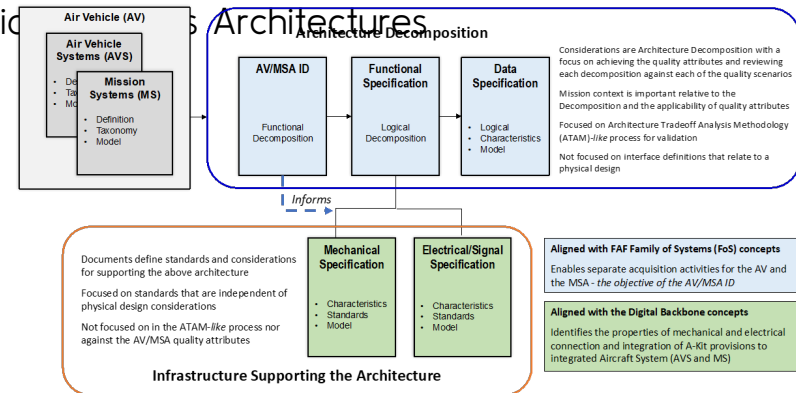 Architectures
Air Vehicle (AV)
Air Vehicle
Systems (AVS)
Mission
Systems (MS)
• Definition
• Taxonomy
• Model
Architecture Decomposition
AV/MSA ID
Functional
Decomposition
Functional
Specification
Logical
Decomposition
Data
Specification
• Logical
• Characteristics
• Model
Considerations are Architecture Decomposition with a
focus on achieving the quality attributes and reviewing
each decomposition against each of the quality scenarios
Mission context is important relative to the
Decomposition and the applicability of quality attributes
Focused on Architecture Tradeoff Analysis Methodology
(ATAM)-like process for validation
Not focused on interface definitions that relate to a
physical design
Informs
Documents define standards and considerations
for supporting the above architecture
Focused on standards that are independent of
physical design considerations
Not focused on in the ATAM-like process nor
against the AV/MSA quality attributes
Mechanical
Specification
• Characteristics
• Standards
• Model
Electrical/Signal
Specification
• Characteristics
• Standards
• Model
Infrastructure Supporting the Architecture
Aligned with FAF Family of Systems (FoS) concepts
Enables separate acquisition activities for the AV and
the MSA - the objective of the AV/MSA ID
Aligned with the Digital Backbone concepts
Identifies the properties of mechanical and electrical
connection and integration of A-Kit provisions to
integrated Aircraft System (AVS and MS)